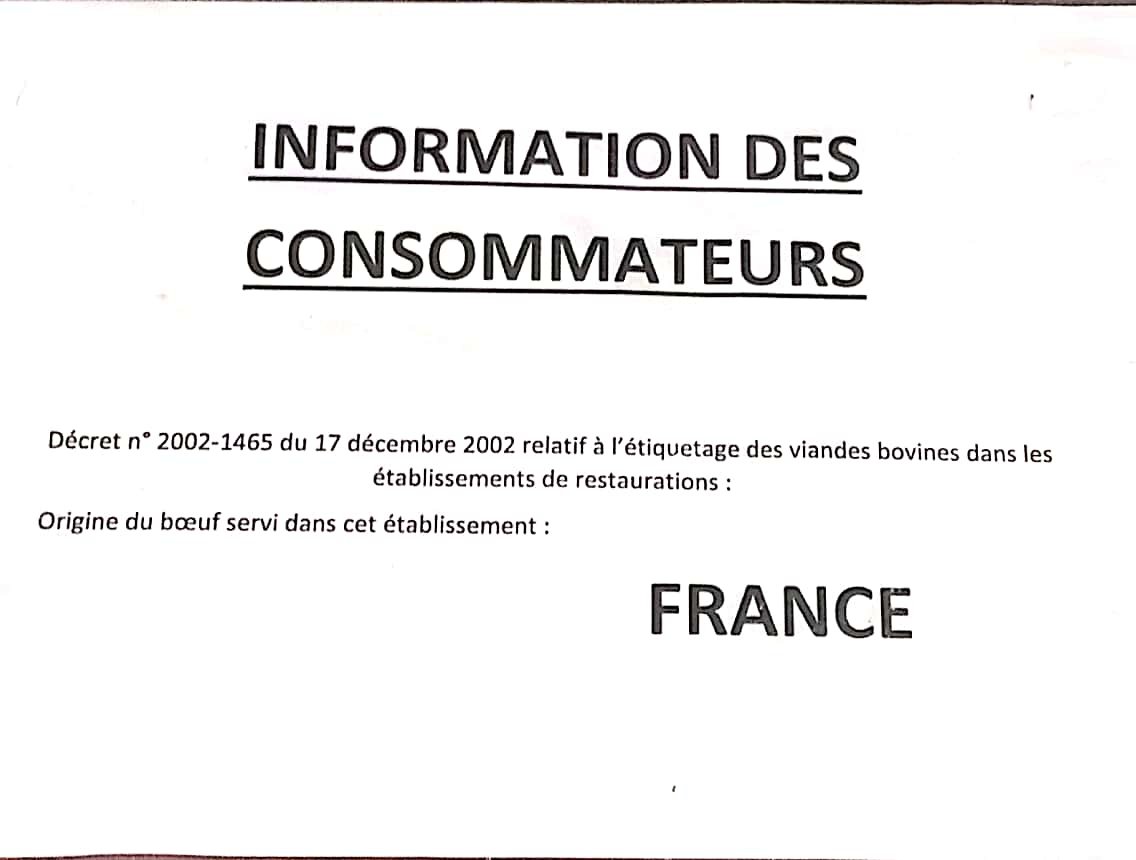 INFORMATION DES
CONSOMMATEURS
Décret n° 2002-1465 du 17 décembre 2002 relatif à l'étiquetage des viandes bovines dans les
établissements de restaurations :
Origine du bœuf servi dans cet établissement :
FRANCE